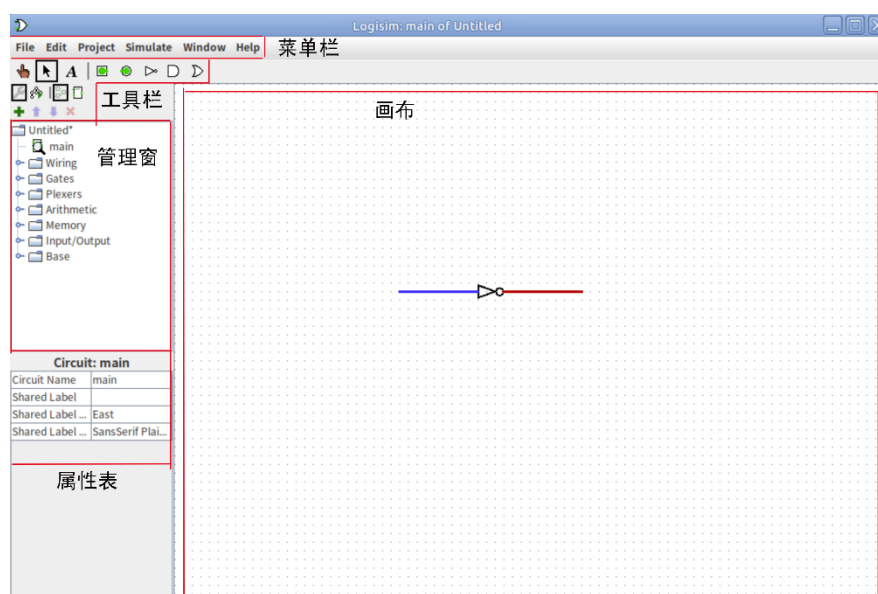 Logisim: main of Untitled
File Edit Project Simulate Window Help
菜单栏
A
工具栏
画布
Untitled*
main
管理窗
Wiring
Gates
Plexers
Arithmetic
Memory
Input/Output
Base
Circuit: main
Circuit Name main
Shared Label
Shared Label ... East
Shared Label ... SansSerif Plai...
属性表